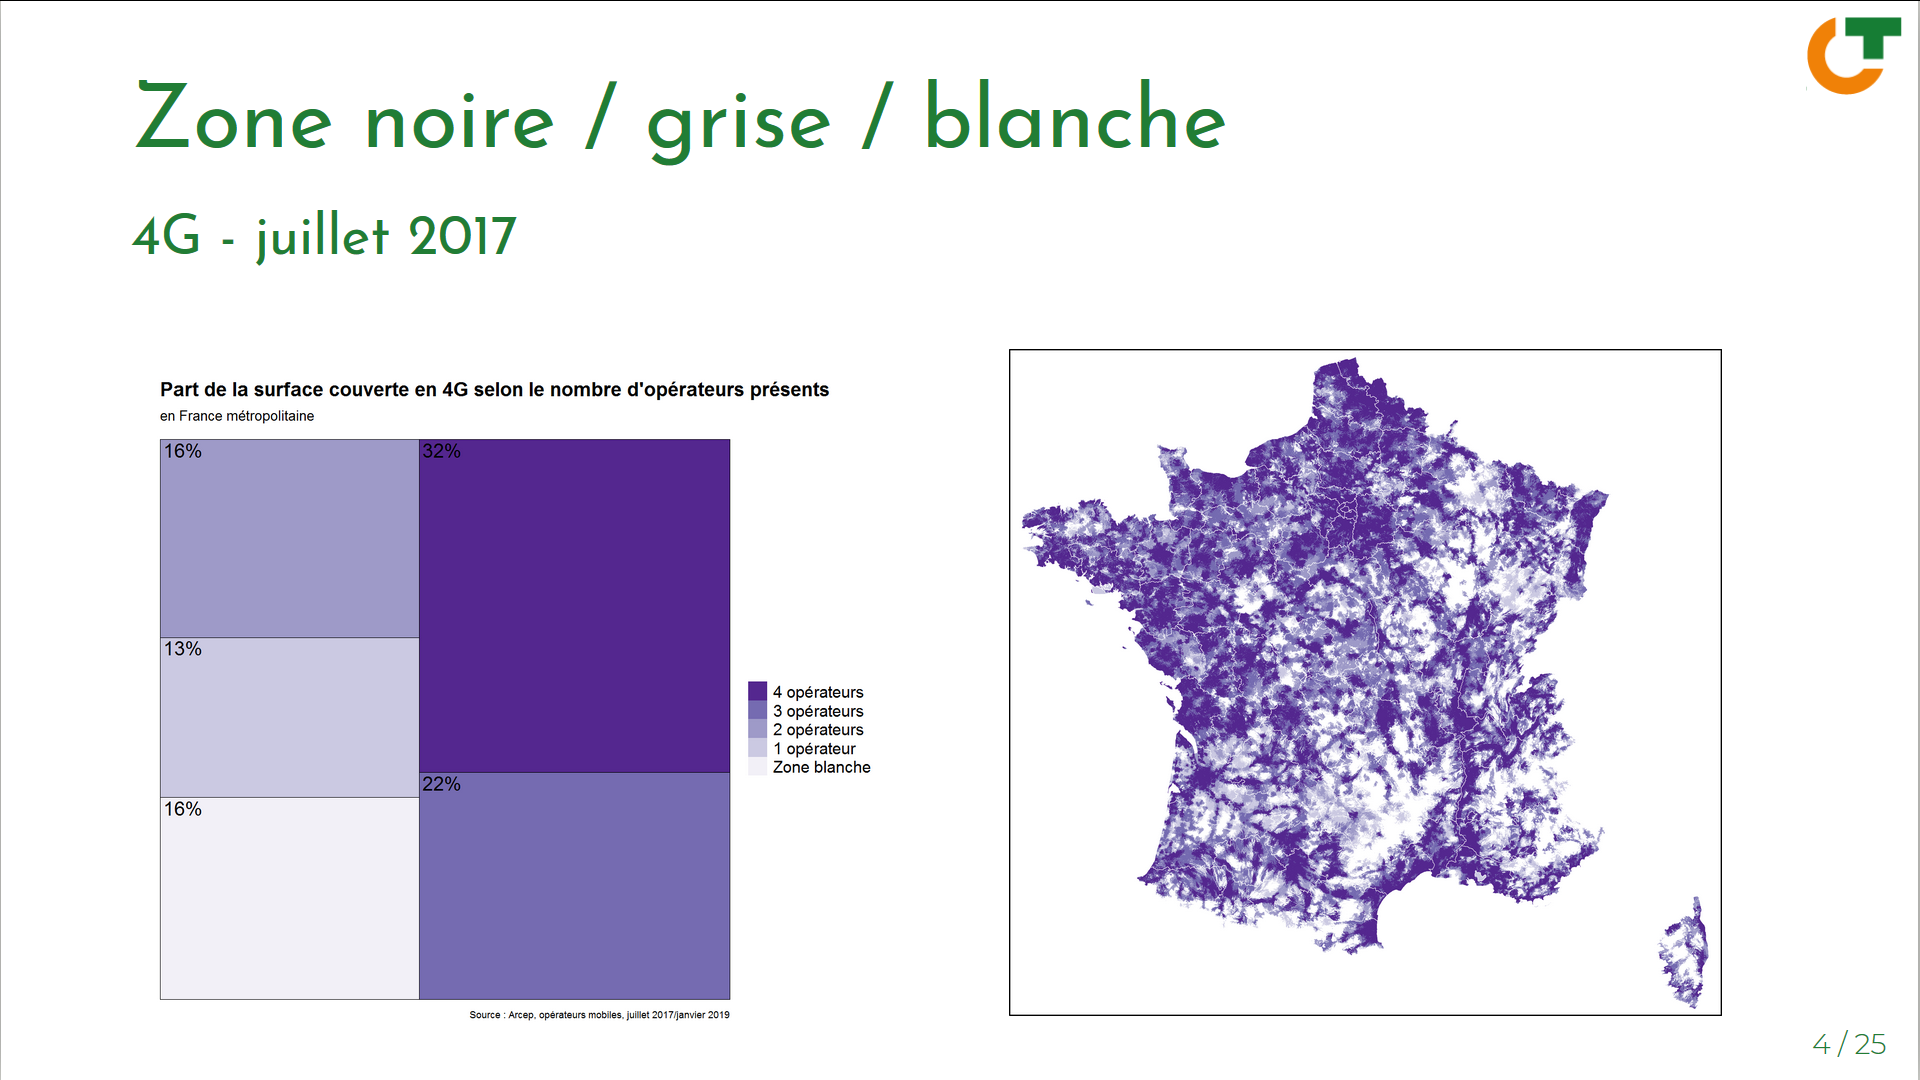 CT
Zone noire / grise / blanche
4G - juillet 2017
Part de la surface couverte en 4G selon le nombre d'opérateurs présents
en France métropolitaine
16%
32%
13%
22%
16%
4 opérateurs
3 opérateurs
2 opérateurs
1 opérateur
Zone blanche
Source : Arcep, opérateurs mobiles, juillet 2017/janvier 2019
4 / 25